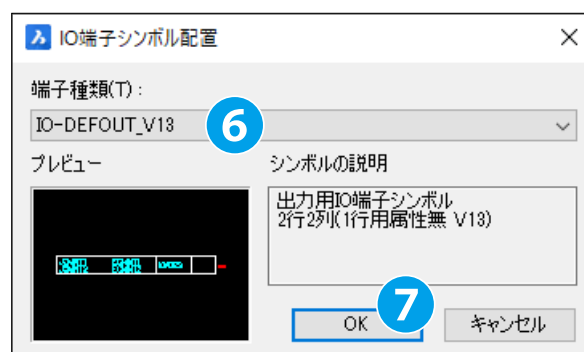 IO端子シンボル配置
端子種類(T) :
IO-DEFOUT_V13
6
プレビュー
シンボルの説明
出力用IO端子シンボル
2行2列(1行用属性無 V13)
7
OK
キャンセル